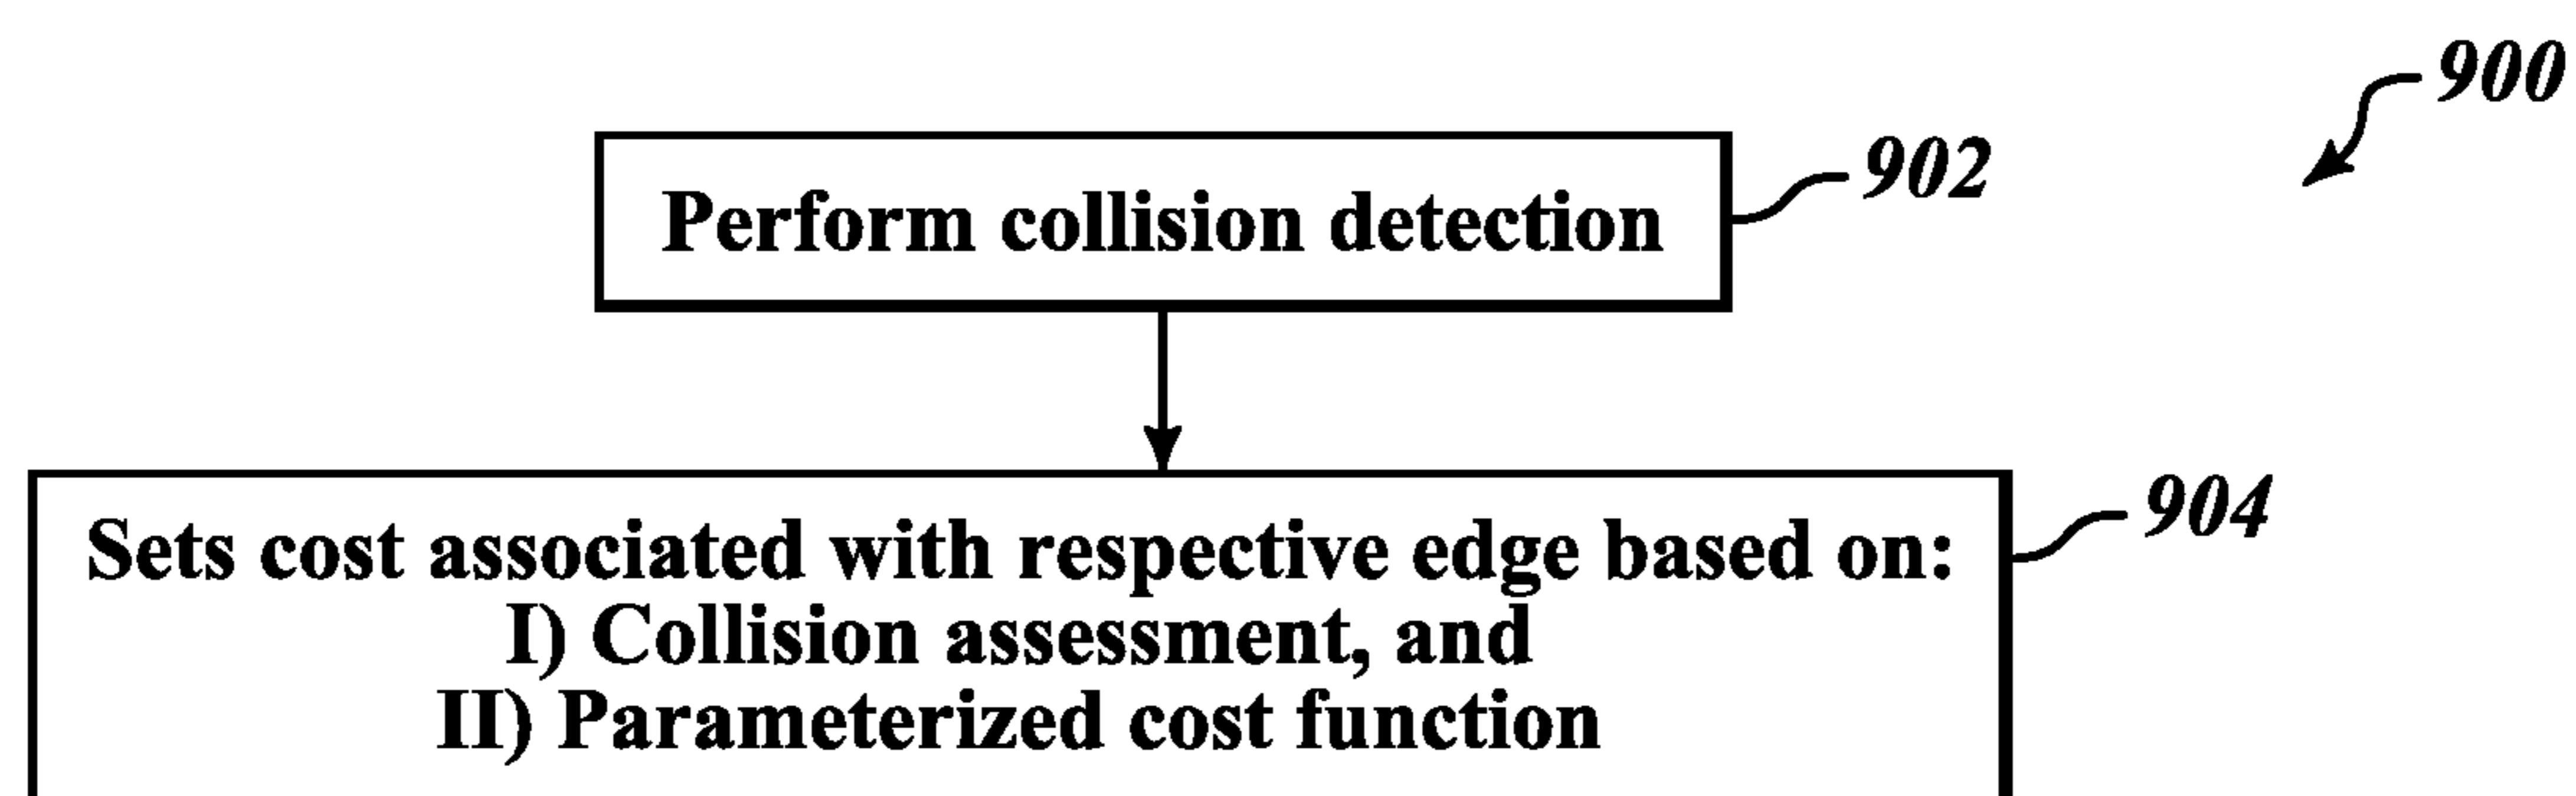 900
Perform collision detection
902
Sets cost associated with respective edge based on:
904
I) Collision assessment, and
II) Parameterized cost function